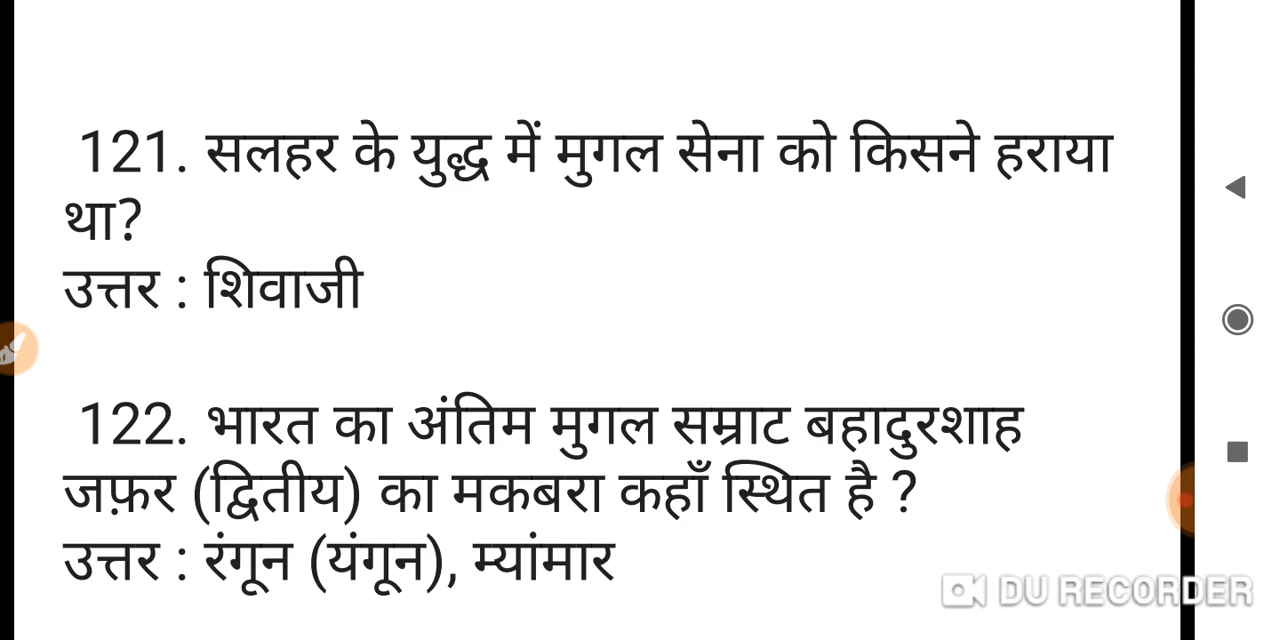 121. सलहर के युद्ध में मुगल सेना को किसने हराया
था?
उत्तर : शिवाजी
122. भारत का अंतिम मुगल सम्राट बहादुरशाह
जफ़र (द्वितीय) का मकबरा कहाँ स्थित है ?
उत्तर : रंगून (यंगून), म्यांमार
DU RECORDER